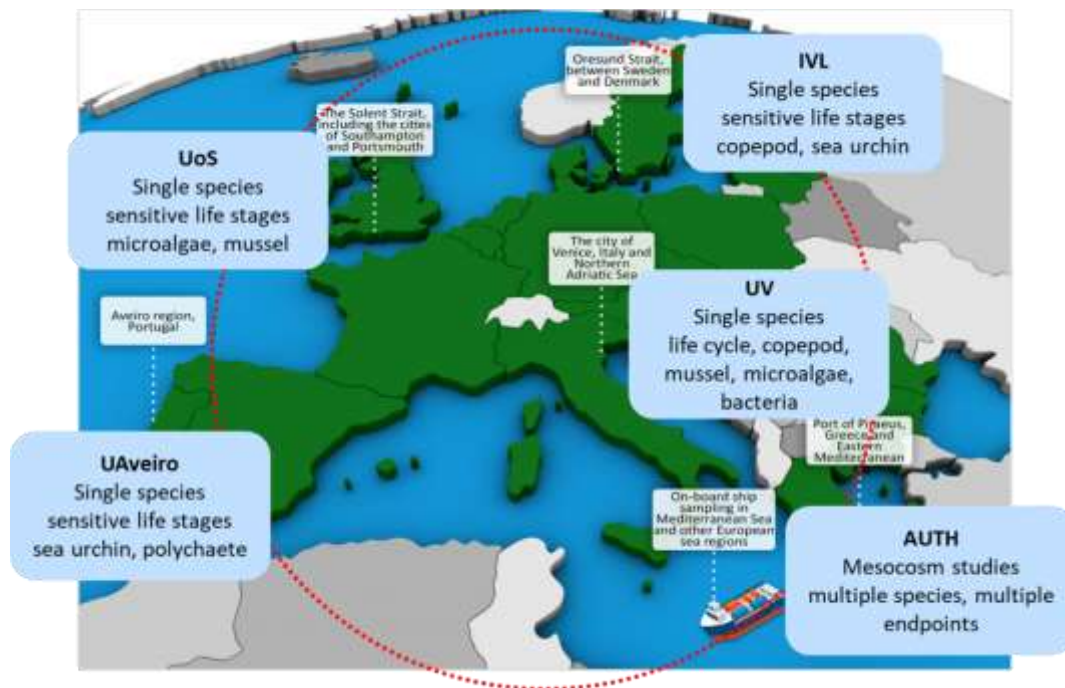 Oresund Strait,
between Sweden
and Denmark
IVL
Single species
sensitive life stages
copepod, sea urchin
The Solent Strait,
including the cities
of Southampton
and Portsmouth
UoS
Single species
sensitive life stages
microalgae, mussel
The city of
Venice, Italy and
Northern
Adriatic Sea
UV
Single species
life cycle, copepod,
mussel, microalgae,
bacteria
Aveiro region,
Portugal
UAveiro
Single species
sensitive life stages
sea urchin, polychaete
Port of Piraeus,
Greece and
Eastern
Mediterranean
On-board ship
sampling in
Mediterranean Sea
and other European
sea regions
AUTH
Mesocosm studies
multiple species, multiple
endpoints